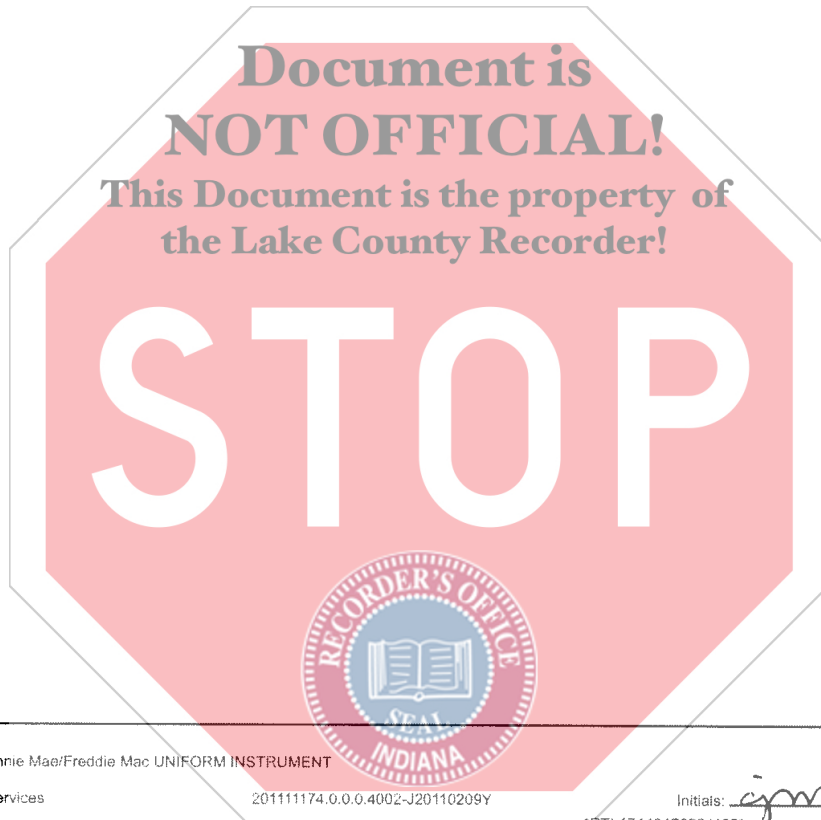 Document is
NOT OFFICIAL!
This Document is the property of
the Lake County Recorder!
STOP
RECORDER'S OFFICE
SEAL
INDIANA
nnie Mae/Freddie Mac UNIFORM INSTRUMENT
ervices 201111174.0.0.0.4002-J20110209Y Initials: